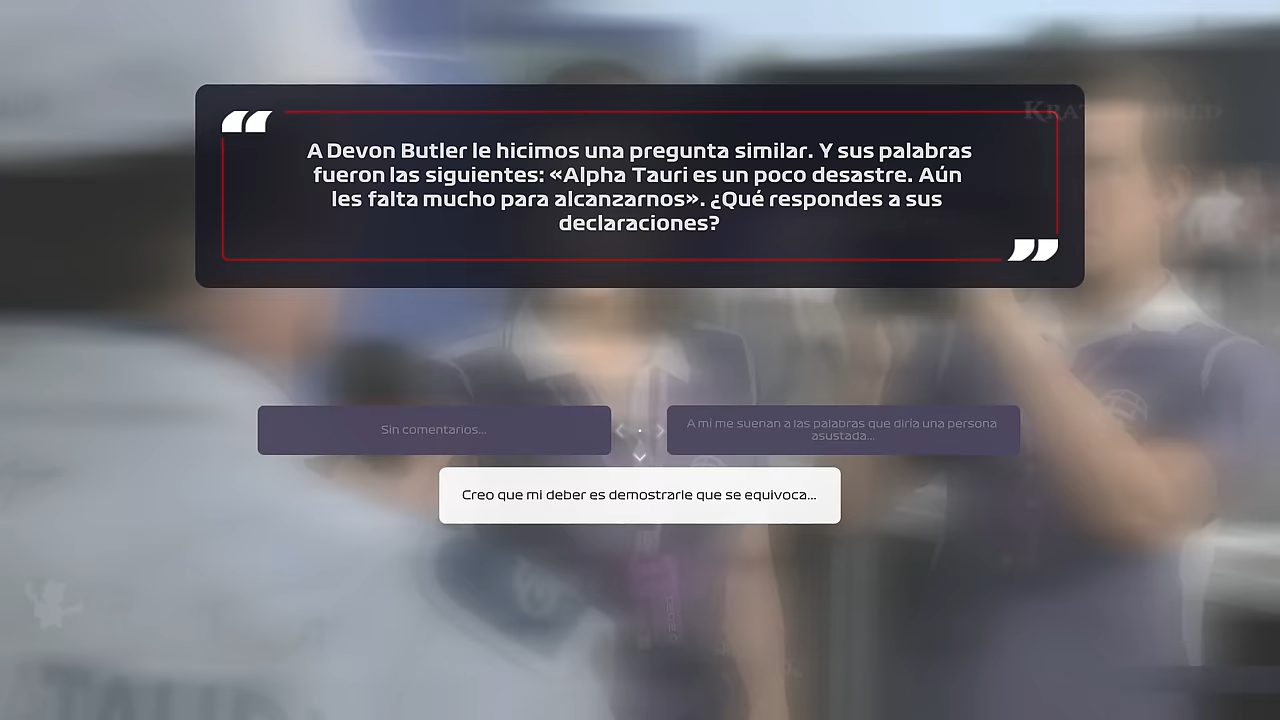 A Devon Butler le hicimos una pregunta similar. Y sus palabras
fueron las siguientes: «Alpha Tauri es un poco desastre. Aún
les falta mucho para alcanzarnos». ¿Qué respondes a sus
declaraciones?
Sin comentarios...
A mí me suenan a las palabras que diría una persona
asustada...
Creo que mi deber es demostrarle que se equivoca...